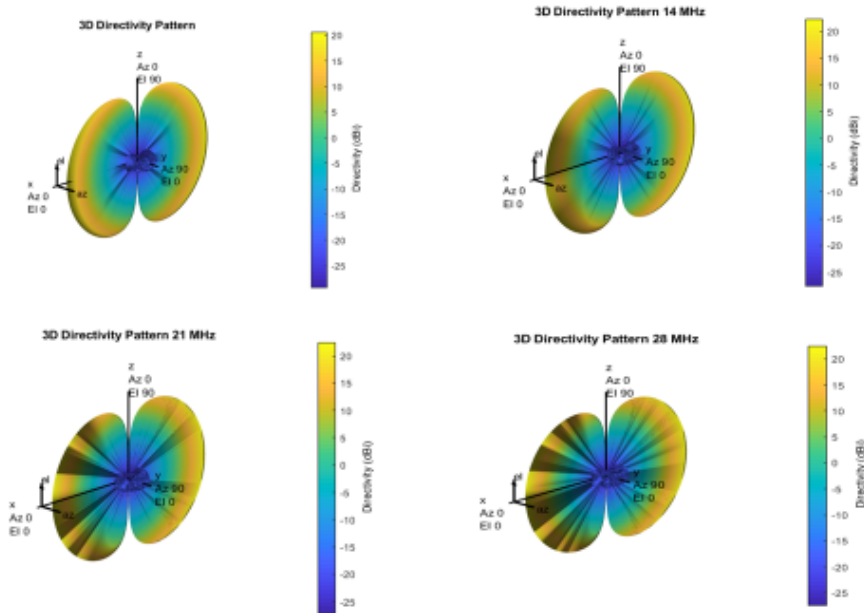 3D Directivity Pattern
z
Az 0
El 90
x
Az 0
El 0
el
az
y
Az 90
El 0
20
15
10
5
0
-5
-10
-15
-20
-25
Directivity (dBi)
3D Directivity Pattern 14 MHz
z
Az 0
El 90
x
Az 0
El 0
el
az
y
Az 90
El 0
20
15
10
5
0
-5
-10
-15
-20
-25
Directivity (dBi)
3D Directivity Pattern 21 MHz
z
Az 0
El 90
x
Az 0
El 0
el
az
y
Az 90
El 0
20
15
10
5
0
-5
-10
-15
-20
-25
Directivity (dBi)
3D Directivity Pattern 28 MHz
z
Az 0
El 90
x
Az 0
El 0
el
az
y
Az 90
El 0
20
15
10
5
0
-5
-10
-15
-20
-25
Directivity (dBi)